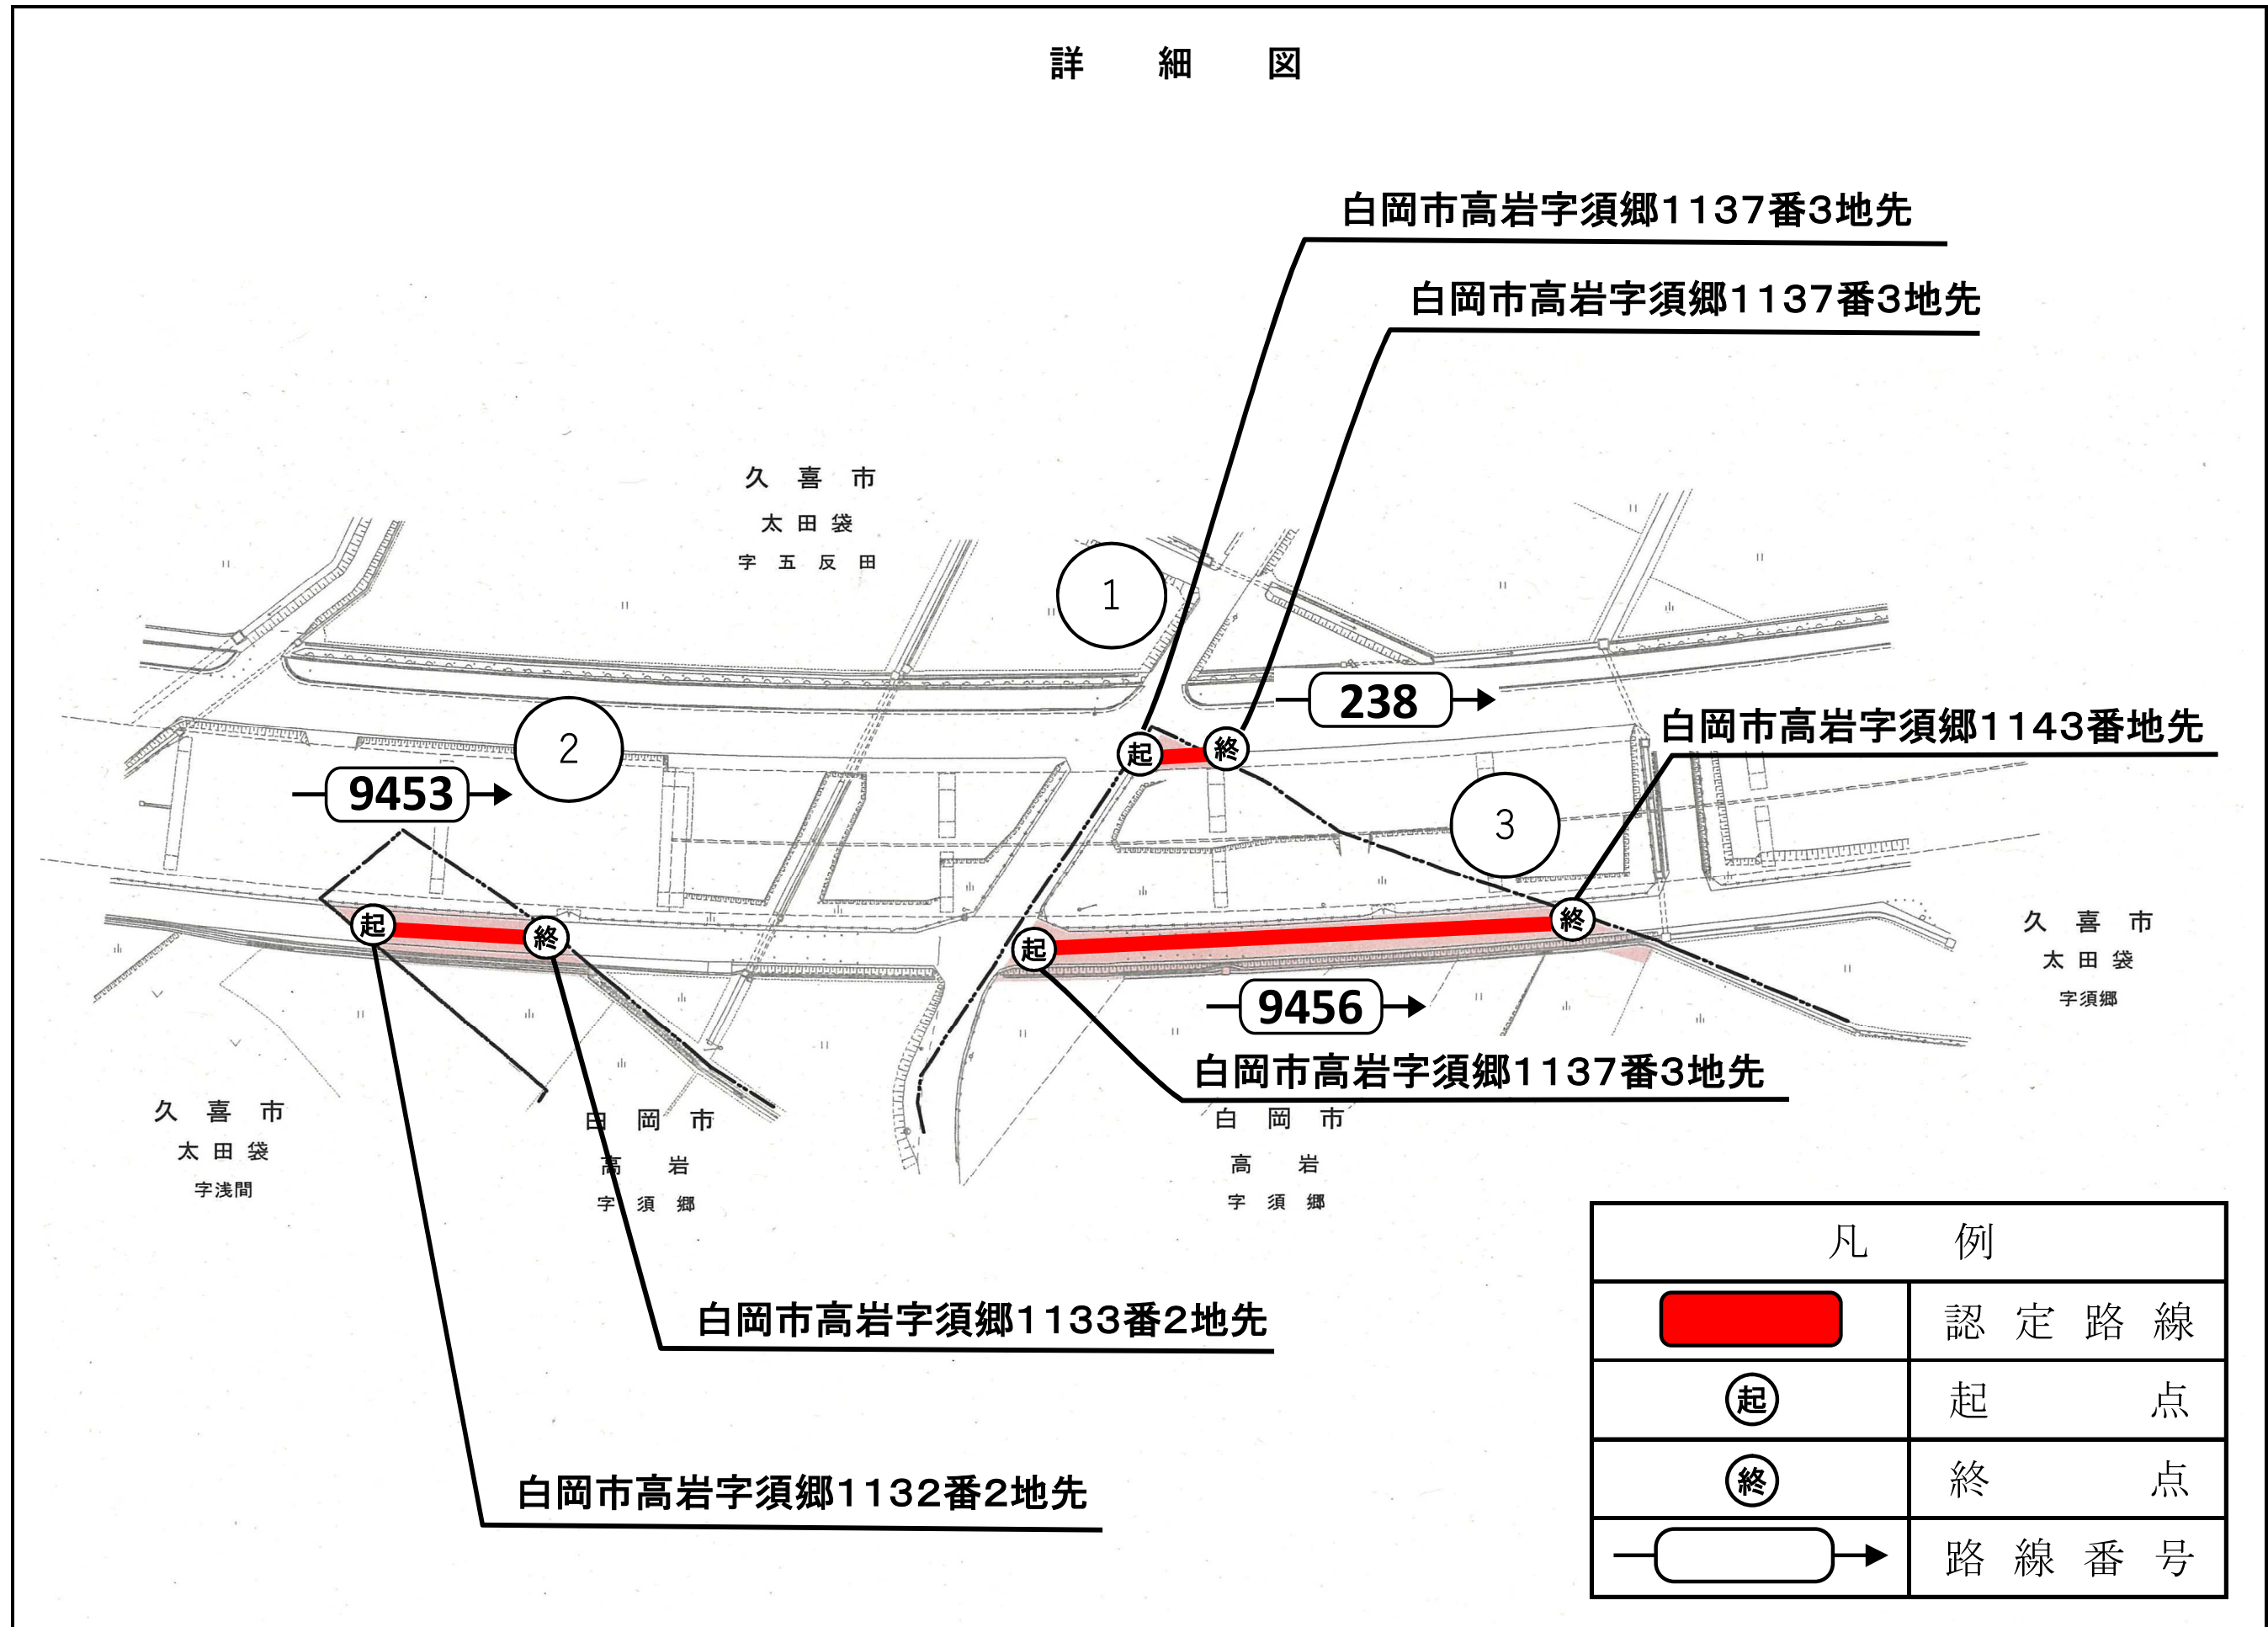 詳細図
白岡市高岩字須郷1137番3地先
白岡市高岩字須郷1137番3地先
久喜市
太田袋
字五反田
1
238
白岡市高岩字須郷1143番地先
2
起
終
9453
3
起
終
起
終
久喜市
太田袋
字須郷
9456
白岡市高岩字須郷1137番3地先
久喜市
太田袋
字浅間
白岡市
高岩
字須郷
白岡市
高岩
字須郷
白岡市高岩字須郷1133番2地先
白岡市高岩字須郷1132番2地先
凡例
認定路線
起 起点
終 終点
路線番号